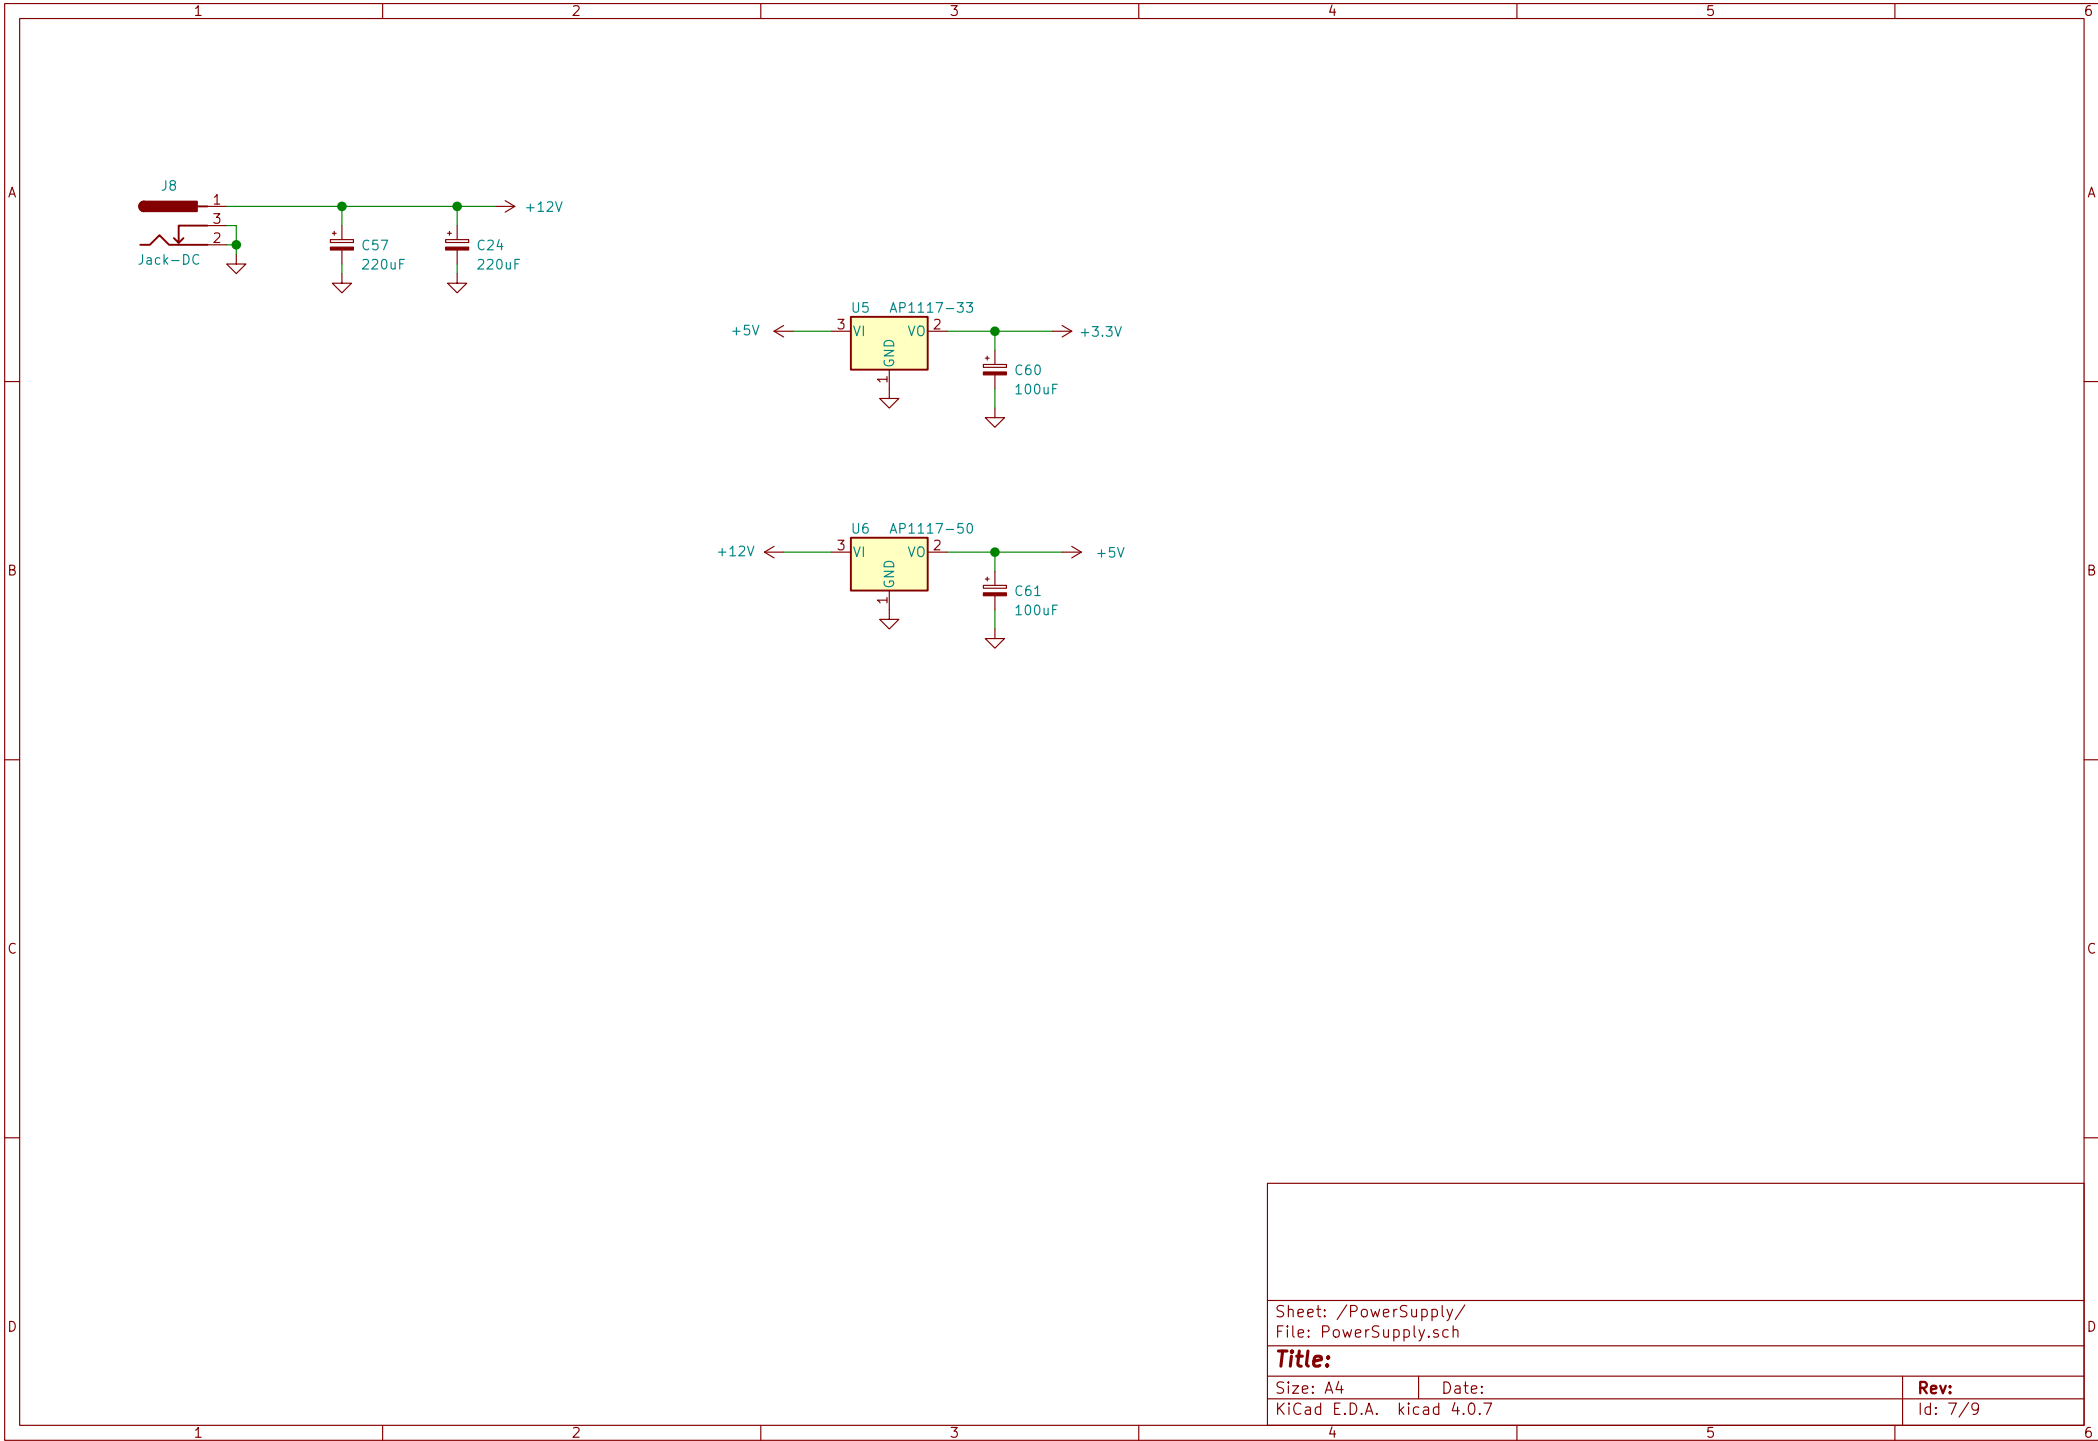 1 2 3 4 5 6
A A
J8
1
+12V
3
2
Jack-DC
+ C57
220uF
+ C24
220uF
U5 AP1117-33
+5V 3 VI VO 2 +3.3V
GND
1
+ C60
100uF
U6 AP1117-50
+12V 3 VI VO 2 +5V
GND
1
+ C61
100uF
B B
C C
D D
Sheet: /PowerSupply/
File: PowerSupply.sch
Title:
Size: A4 Date: Rev:
KiCad E.D.A. kicad 4.0.7 Id: 7/9
1 2 3 4 5 6